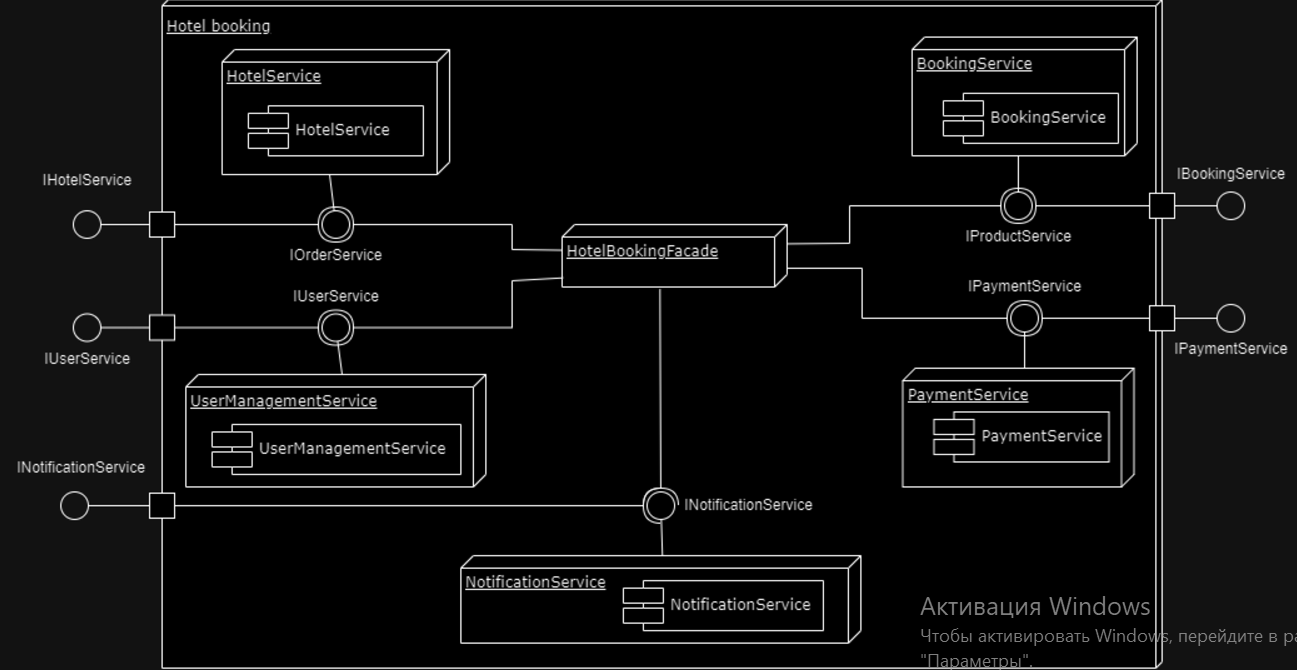 Hotel booking
HotelService
HotelService
BookingService
BookingService
IHotelService
IBookingService
IOrderService
HotelBookingFacade
IProductService
IUserService
IPaymentService
IUserService
IPaymentService
UserManagementService
UserManagementService
PaymentService
PaymentService
INotificationService
INotificationService
NotificationService
NotificationService
Активация Windows
Чтобы активировать Windows, перейдите в
"Параметры".